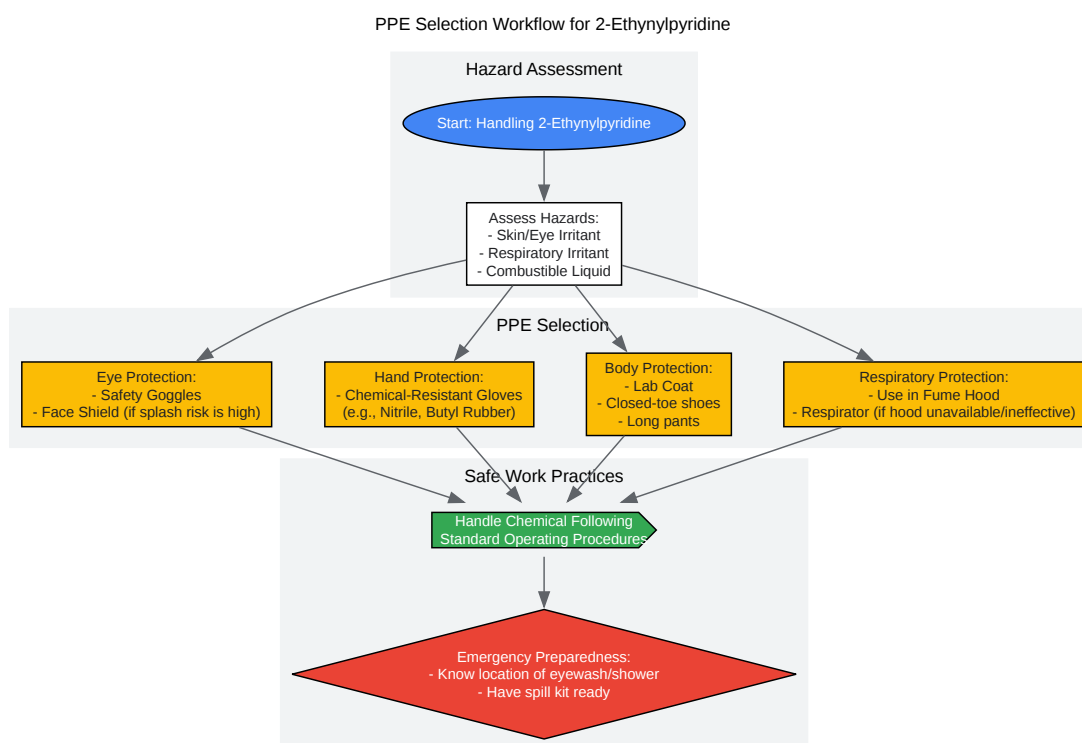 PPE Selection Workflow for 2-Ethynylpyridine
Hazard Assessment
Start: Handling 2-Ethynylpyridine
Assess Hazards:
- Skin/Eye Irritant
- Respiratory Irritant
- Combustible Liquid
PPE Selection
Eye Protection:
- Safety Goggles
- Face Shield (if splash risk is high)
Hand Protection:
- Chemical-Resistant Gloves
(e.g., Nitrile, Butyl Rubber)
Body Protection:
- Lab Coat
- Closed-toe shoes
- Long pants
Respiratory Protection:
- Use in Fume Hood
- Respirator (if hood unavailable/ineffective)
Safe Work Practices
Handle Chemical Following
Standard Operating Procedures
Emergency Preparedness:
- Know location of eyewash/shower
- Have spill kit ready